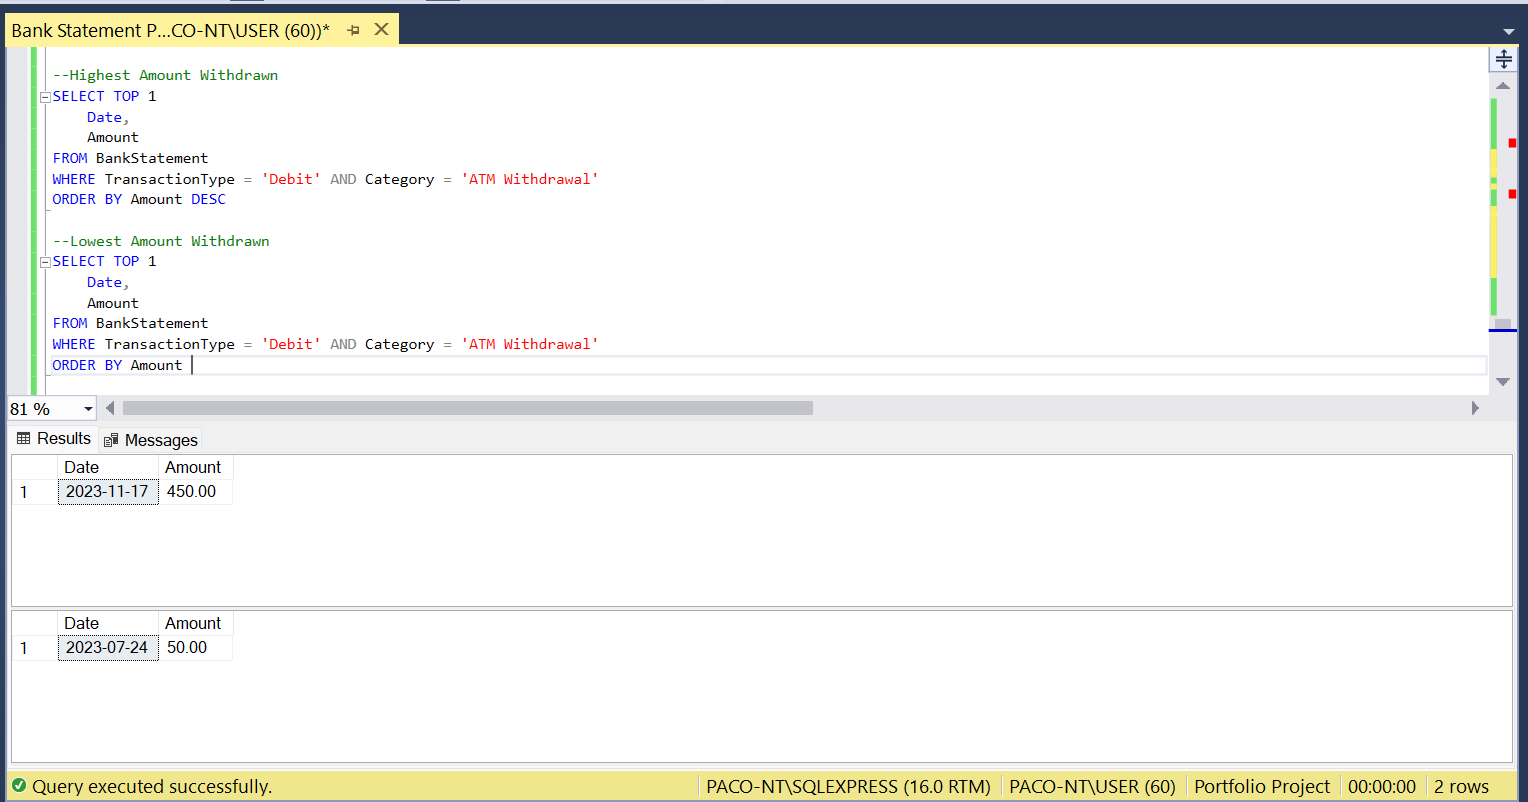 Bank Statement P...CO-NT\USER (60))*
--Highest Amount Withdrawn
SELECT TOP 1
Date,
Amount
FROM BankStatement
WHERE TransactionType = 'Debit' AND Category = 'ATM Withdrawal'
ORDER BY Amount DESC
--Lowest Amount Withdrawn
SELECT TOP 1
Date,
Amount
FROM BankStatement
WHERE TransactionType = 'Debit' AND Category = 'ATM Withdrawal'
ORDER BY Amount
81 %
Results Messages
Date Amount
1 2023-11-17 450.00
Date Amount
1 2023-07-24 50.00
Query executed successfully. PACO-NT\SQLEXPRESS (16.0 RTM) PACO-NT\USER (60) Portfolio Project 00:00:00 2 rows